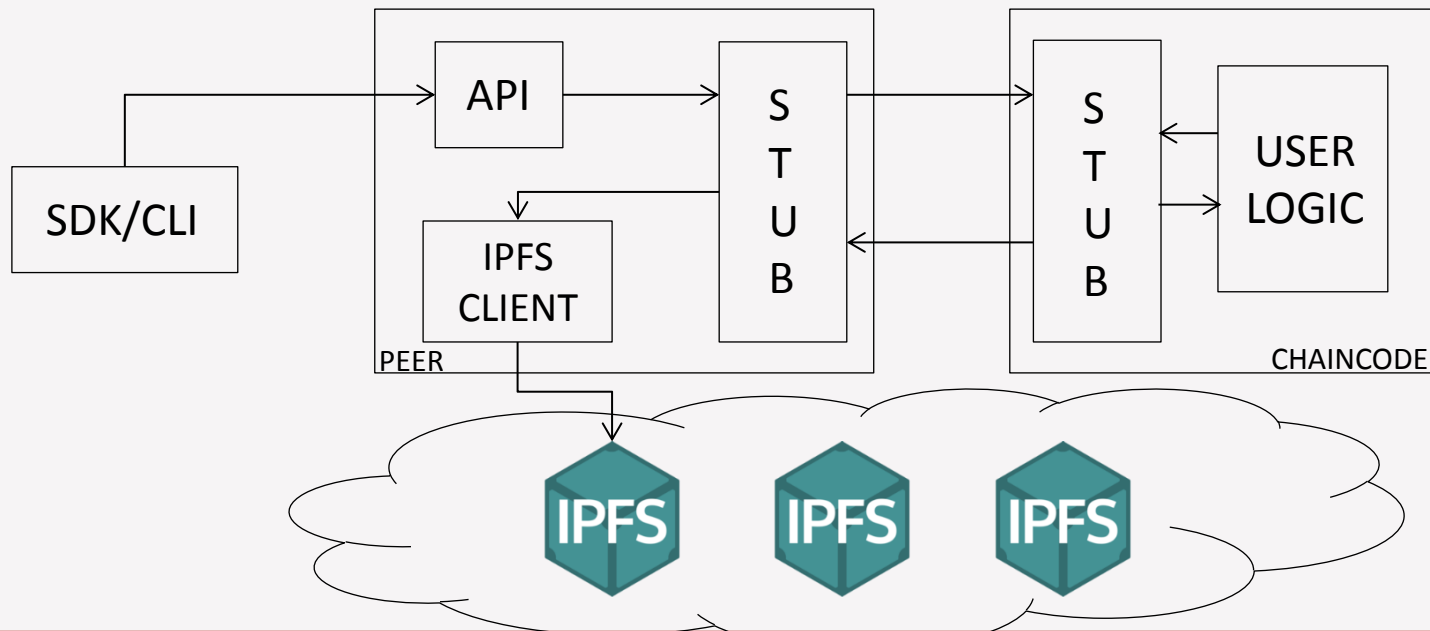 API
SDK/CLI
IPFS
CLIENT
PEER
S
T
U
B
S
T
U
B
USER
LOGIC
CHAINCODE
IPFS
IPFS
IPFS